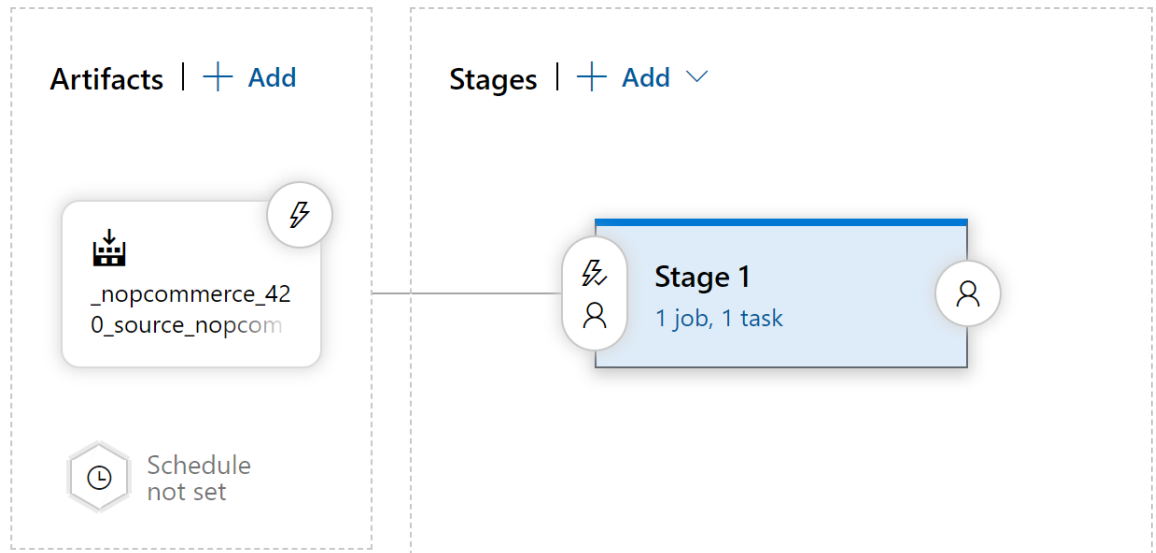 Artifacts | + Add
Stages | + Add
_nopcommerce_42
0_source_nopcom
Stage 1
1 job, 1 task
Schedule
not set